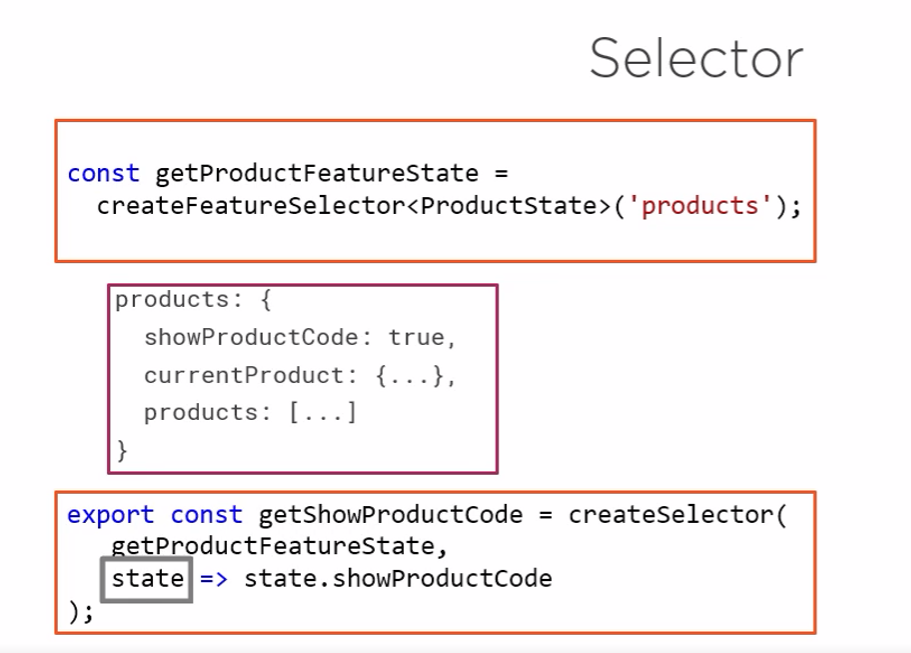 Selector
const getProductFeatureState =
  createFeatureSelector<ProductState>('products');
products: {
  showProductCode: true,
  currentProduct: {...},
  products: [...]
}
export const getShowProductCode = createSelector(
   getProductFeatureState,
   state => state.showProductCode
);